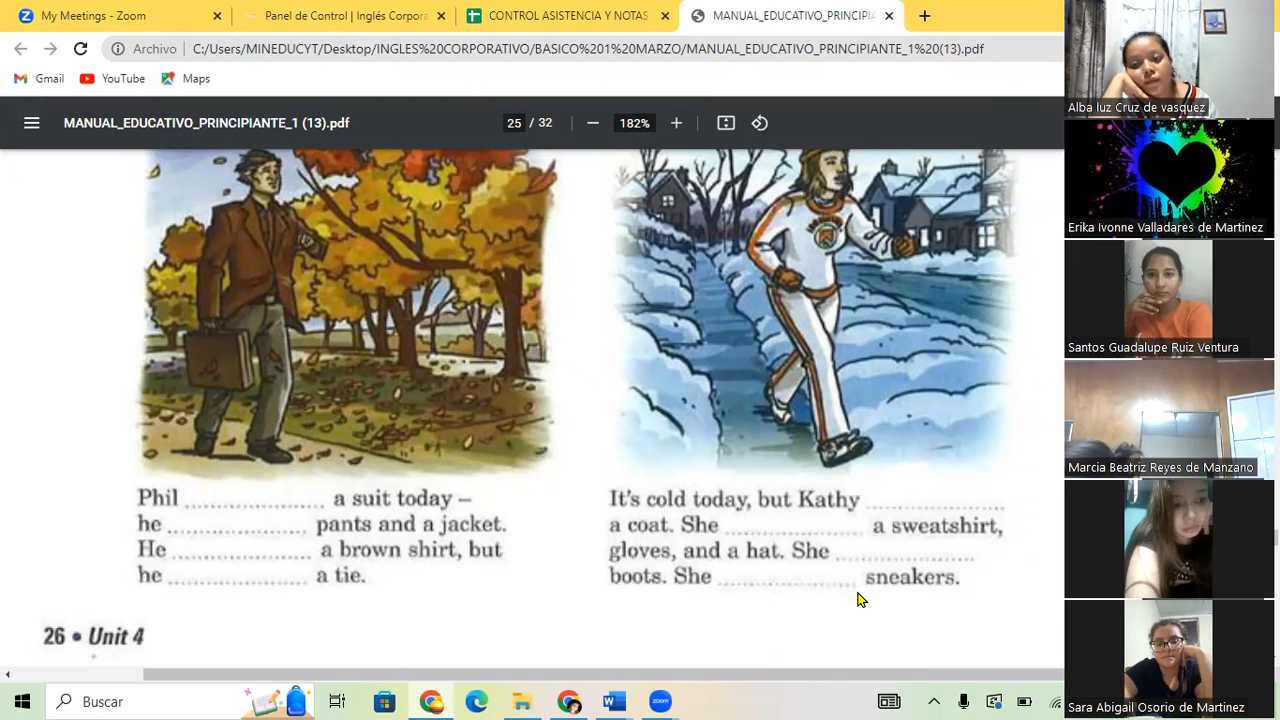 My Meetings - Zoom
Panel de Control | Inglés Corpora
CONTROL ASISTENCIA Y NOTAS
MANUAL_EDUCATIVO_PRINCIPIA
Archivo
C:/Users/MINEDUCYT/Desktop/INGLES%20CORPORATIVO/BASICO%201%20MARZO/MANUAL_EDUCATIVO_PRINCIPIANTE_1%20(13).pdf
Gmail
YouTube
Maps
MANUAL_EDUCATIVO_PRINCIPIANTE_1 (13).pdf
25 / 32
182%
Phil .......................... a suit today –
he .......................... pants and a jacket.
He .......................... a brown shirt, but
he .......................... a tie.
It's cold today, but Kathy ..........................
a coat. She .......................... a sweatshirt,
gloves, and a hat. She ..........................
boots. She .......................... sneakers.
26 • Unit 4
Alba luz Cruz de vasquez
Erika Ivonne Valladares de Martinez
Santos Guadalupe Ruiz Ventura
Marcia Beatriz Reyes de Manzano
Sara Abigail Osorio de Martinez
Buscar
zoom